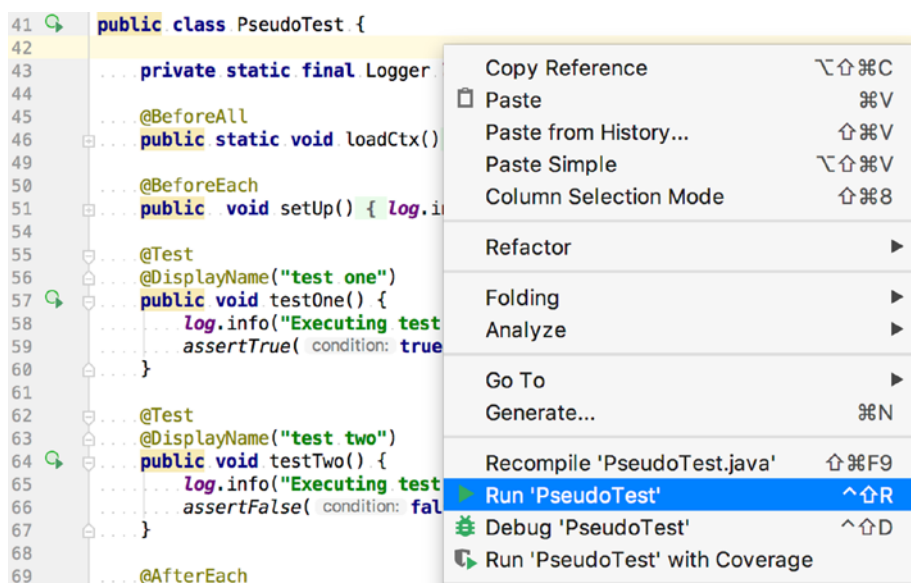 41 public class PseudoTest {
42
43 private static final Logger
44
45 @BeforeAll
46 public static void loadCtx()
49
50 @BeforeEach
51 public void setUp() { log.in
54
55 @Test
56 @DisplayName("test one")
57 public void testOne() {
58 log.info("Executing test
59 assertTrue( condition: true
60 }
61
62 @Test
63 @DisplayName("test two")
64 public void testTwo() {
65 log.info("Executing test
66 assertFalse( condition: fal
67 }
68
69 @AfterEach
Copy Reference ⌥⇧⌘C
Paste ⌘V
Paste from History... ⇧⌘V
Paste Simple ⌥⇧⌘V
Column Selection Mode ⇧⌘8
Refactor
Folding
Analyze
Go To
Generate... ⌘N
Recompile 'PseudoTest.java' ⇧⌘F9
Run 'PseudoTest' ^⇧R
Debug 'PseudoTest' ^⇧D
Run 'PseudoTest' with Coverage